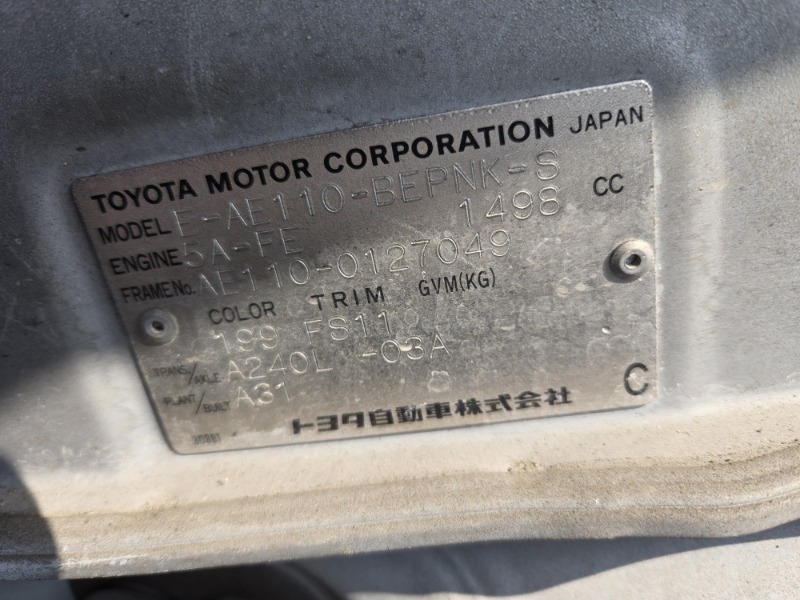 TOYOTA MOTOR CORPORATION JAPAN
MODEL E-AE110-BEPNK-S
ENGINE 5A-FE 1498 CC
FRAME No. AE110-0127049
COLOR TRIM GVM(KG)
199 FS11
TRANS./AXLE A240L -03A
PLANT/BUILT A31
トヨタ自動車株式会社 C